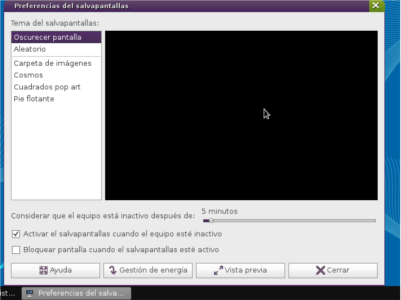 Preferencias del salvapantallas
Tema del salvapantallas:
Oscurecer pantalla
Aleatorio
Carpeta de imágenes
Cosmos
Cuadrados pop art
Pie flotante
Considerar que el equipo está inactivo después de:
5 minutos
Activar el salvapantallas cuando el equipo esté inactivo
Bloquear pantalla cuando el salvapantallas esté activo
Ayuda
Gestión de energía
Vista previa
Cerrar
ist...
Preferencias del salva...